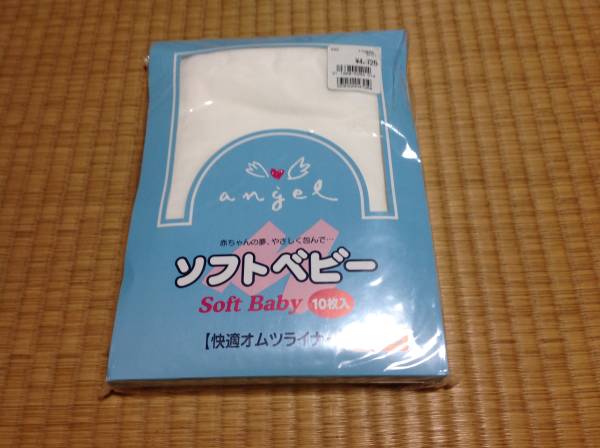 angel
赤ちゃんの夢、やさしく包んで…
ソフトベビー
Soft Baby
10枚入
【快適オムツライナ